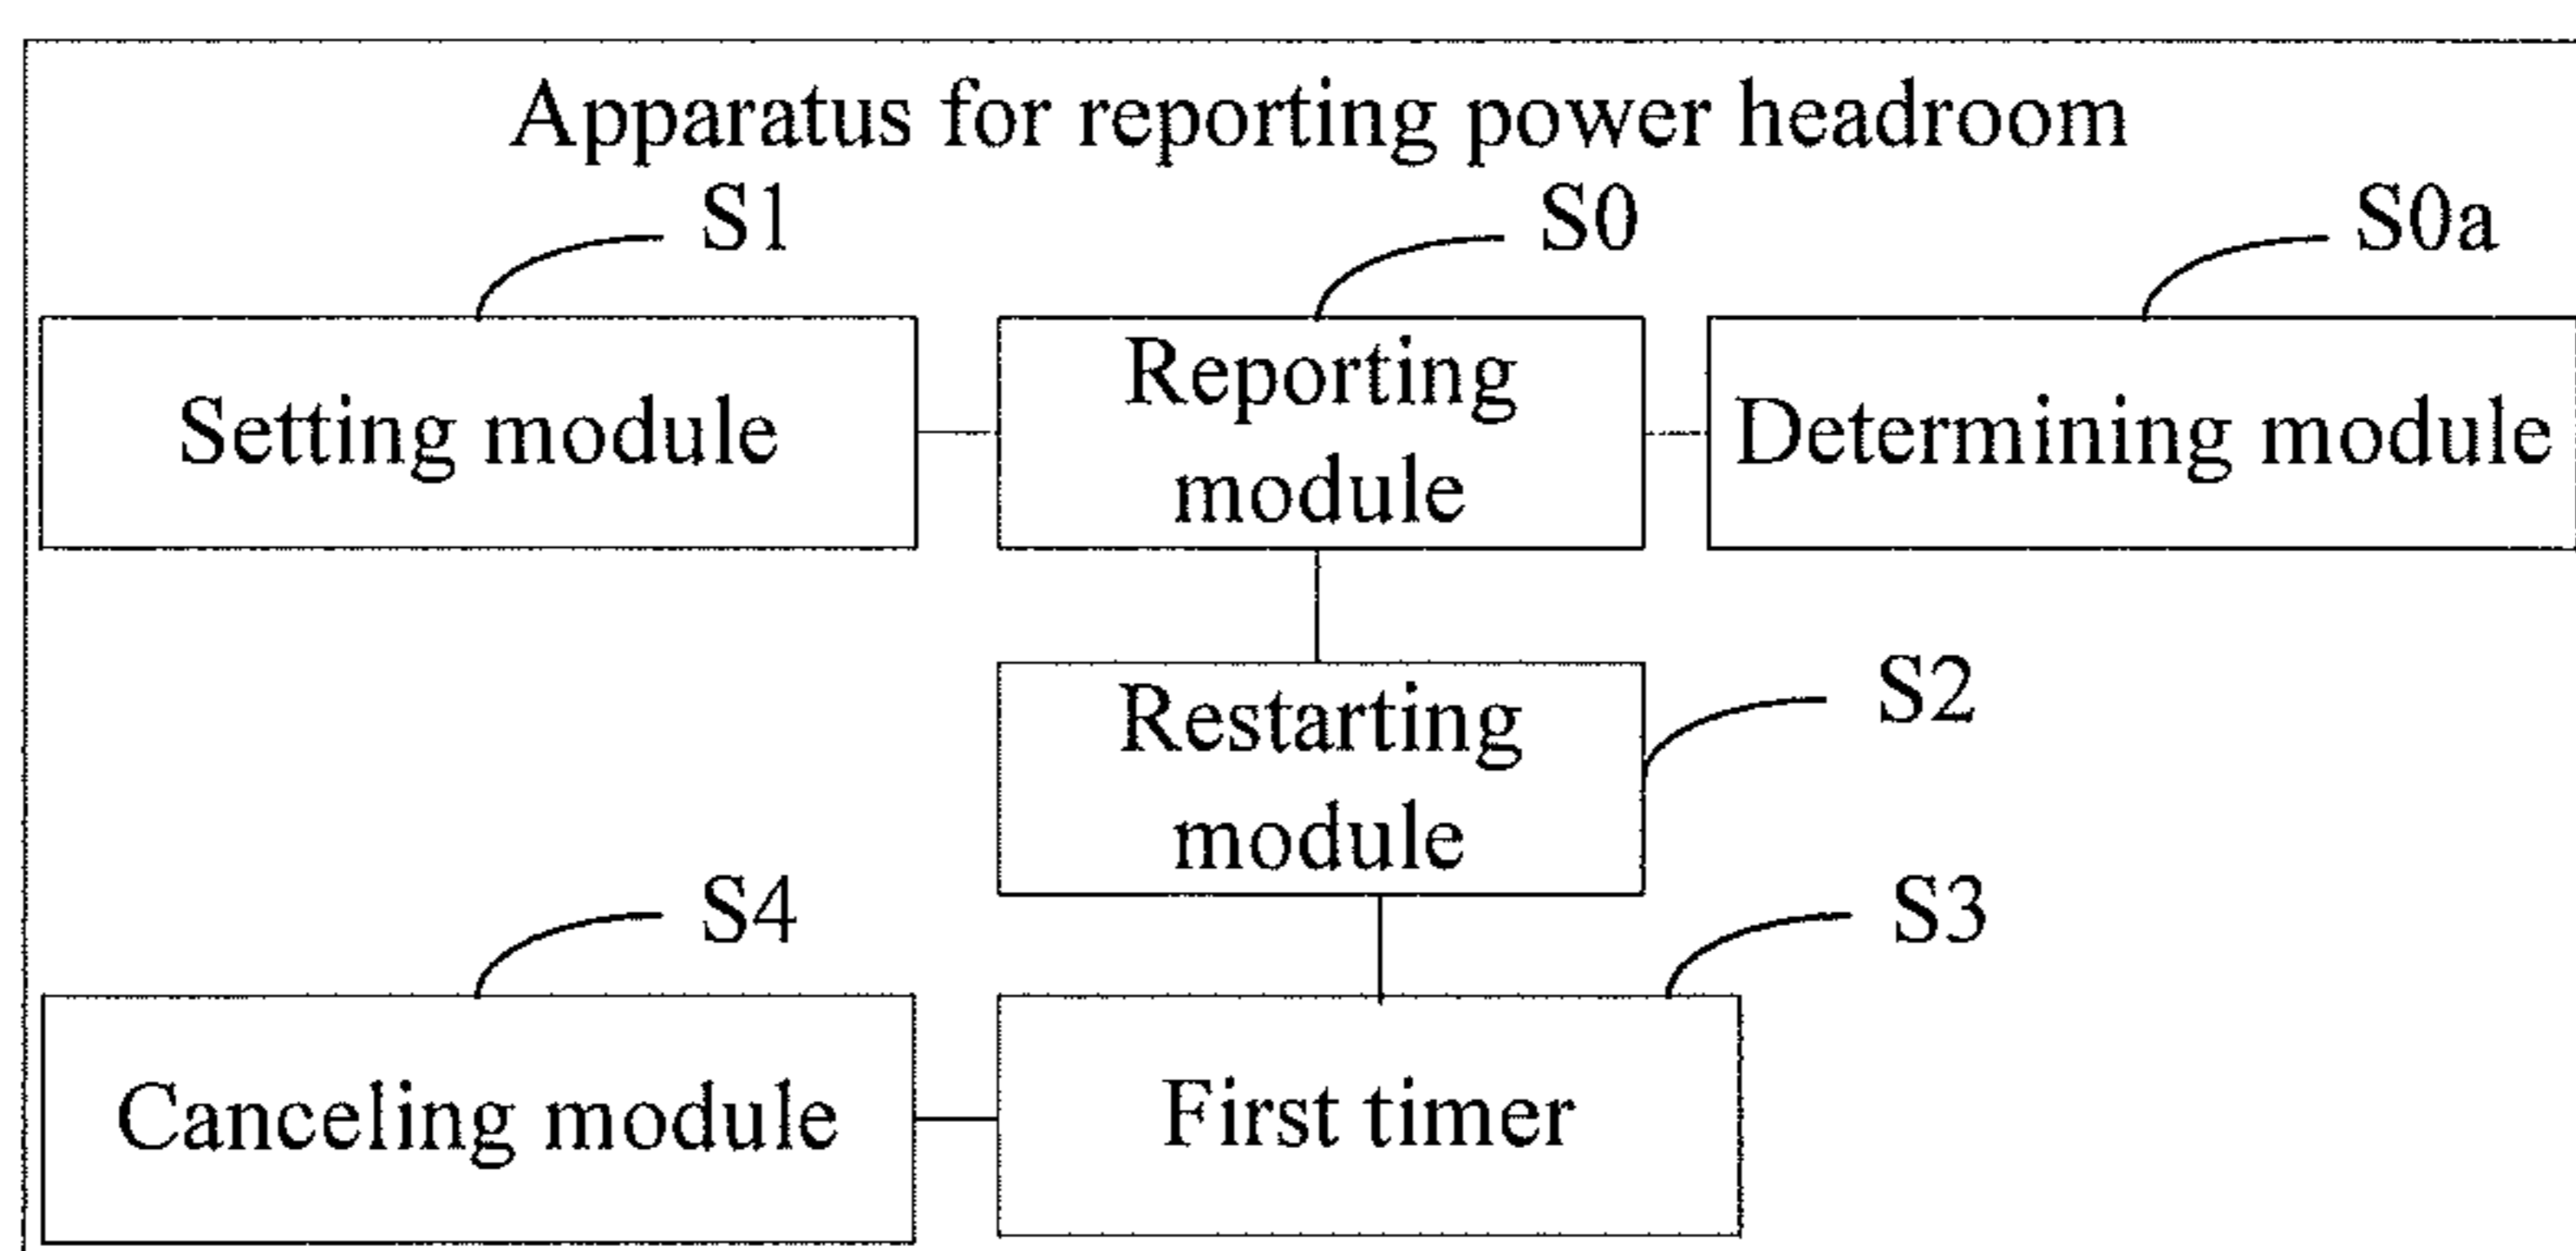 Apparatus for reporting power headroom
S1
S0
S0a
Setting module
Reporting
module
Determining module
Restarting
module
S2
S4
S3
Canceling module
First timer